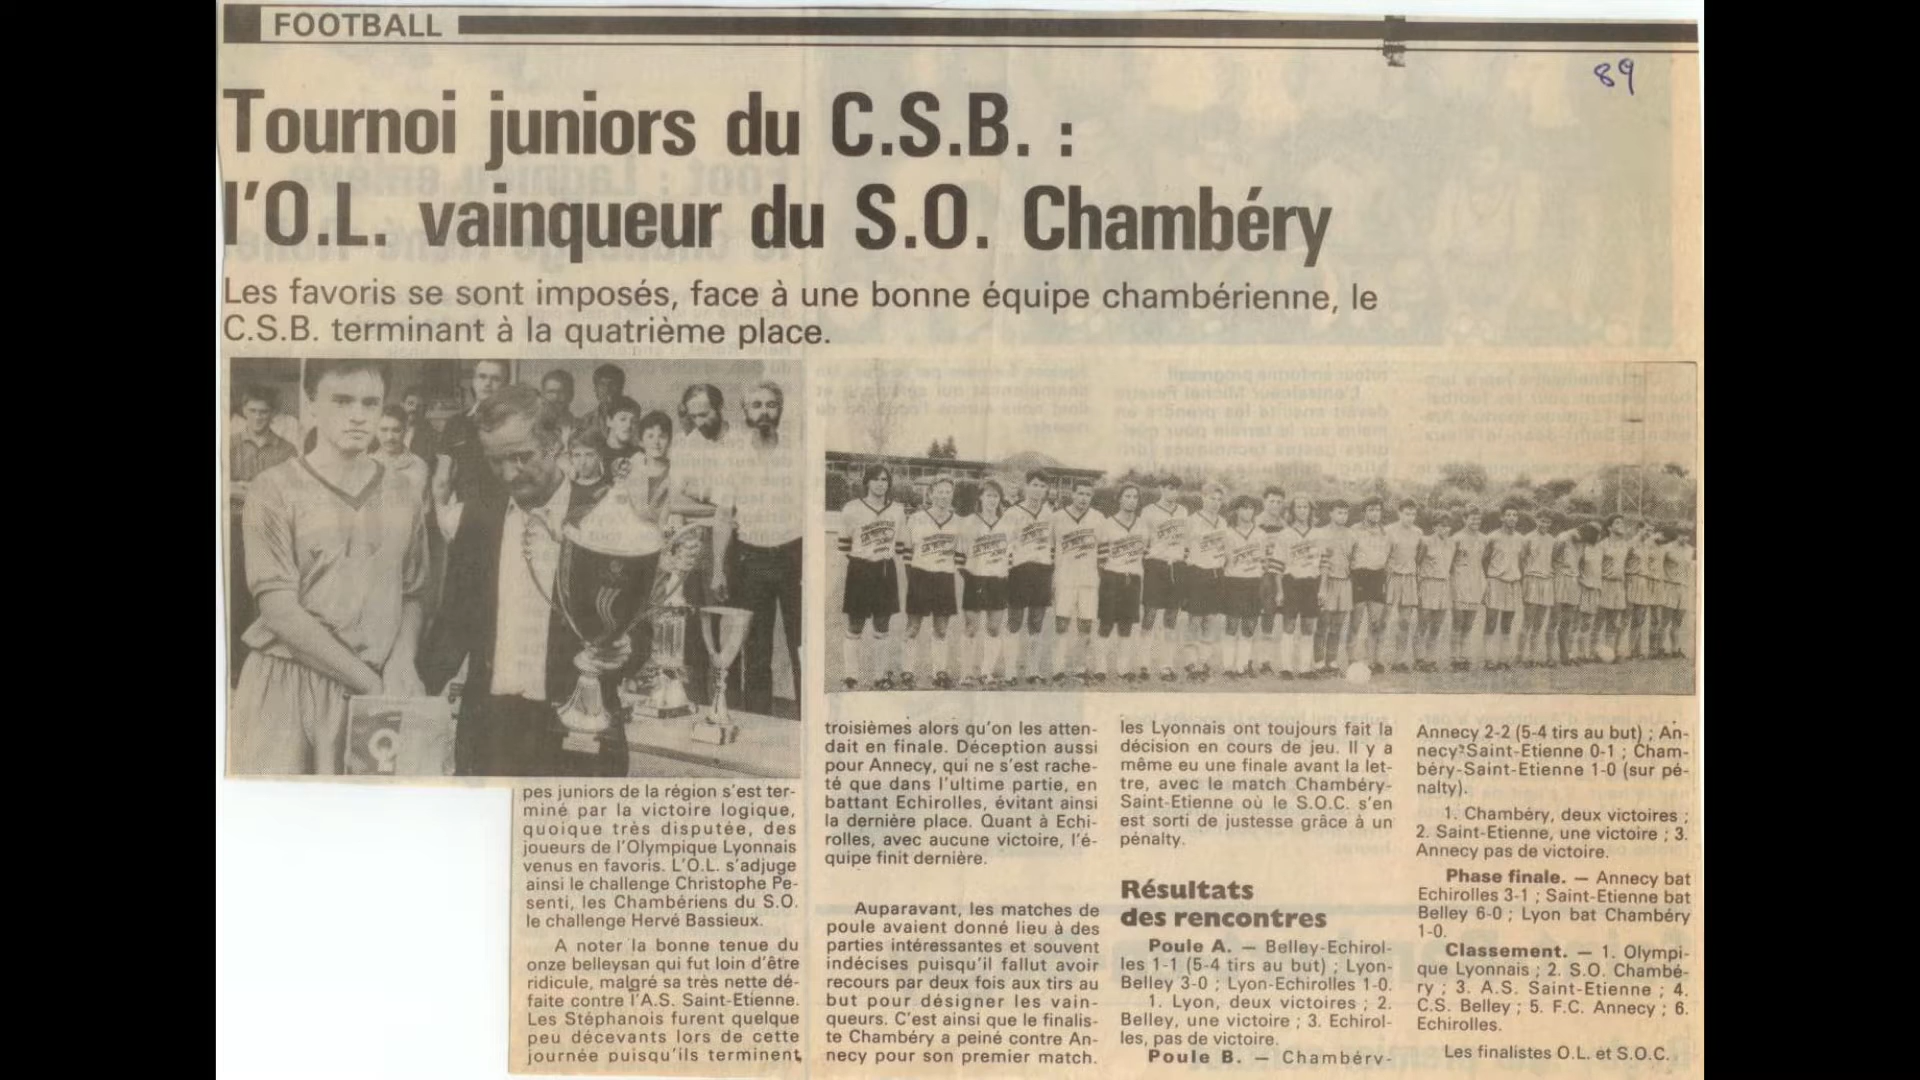 FOOTBALL
89
Tournoi juniors du C.S.B. :
l'O.L. vainqueur du S.O. Chambéry
Les favoris se sont imposés, face à une bonne équipe chambérienne, le
C.S.B. terminant à la quatrième place.
pes juniors de la région s'est ter-
miné par la victoire logique,
quoique très disputée, des
joueurs de l'Olympique Lyonnais
venus en favoris. L'O.L. s'adjuge
ainsi le challenge Christophe Pe-
senti, les Chambériens du S.O.
le challenge Hervé Bassieux.
A noter la bonne tenue du
onze belleysan qui fut loin d'être
ridicule, malgré sa très nette dé-
faite contre l'A.S. Saint-Etienne.
Les Stéphanois furent quelque
peu décevants lors de cette
journée puisqu'ils terminent
troisièmes alors qu'on les atten-
dait en finale. Déception aussi
pour Annecy, qui ne s'est rache-
té que dans l'ultime partie, en
battant Echirolles, évitant ainsi
la dernière place. Quant à Echi-
rolles, avec aucune victoire, l'é-
quipe finit dernière.
Auparavant, les matches de
poule avaient donné lieu à des
parties intéressantes et souvent
indécises puisqu'il fallut avoir
recours par deux fois aux tirs au
but pour désigner les vain-
queurs. C'est ainsi que le finalis-
te Chambéry a peiné contre An-
necy pour son premier match.
les Lyonnais ont toujours fait la
décision en cours de jeu. Il y a
même eu une finale avant la let-
tre, avec le match Chambéry-
Saint-Etienne où le S.O.C. s'en
est sorti de justesse grâce à un
pénalty.
Résultats
des rencontres
Poule A. — Belley-Echirol-
les 1-1 (5-4 tirs au but) ; Lyon-
Belley 3-0 ; Lyon-Echirolles 1-0.
1. Lyon, deux victoires ; 2.
Belley, une victoire ; 3. Echirol-
les, pas de victoire.
Poule B. — Chambéry-
Annecy 2-2 (5-4 tirs au but) ; An-
necy-Saint-Etienne 0-1 ; Cham-
béry-Saint-Etienne 1-0 (sur pé-
nalty).
1. Chambéry, deux victoires ;
2. Saint-Etienne, une victoire ; 3.
Annecy pas de victoire.
Phase finale. — Annecy bat
Echirolles 3-1 ; Saint-Etienne bat
Belley 6-0 ; Lyon bat Chambéry
1-0.
Classement. — 1. Olympi-
que Lyonnais ; 2. S.O. Chambé-
ry ; 3. A.S. Saint-Etienne ; 4.
C.S. Belley ; 5. F.C. Annecy ; 6.
Echirolles.
Les finalistes O.L. et S.O.C.